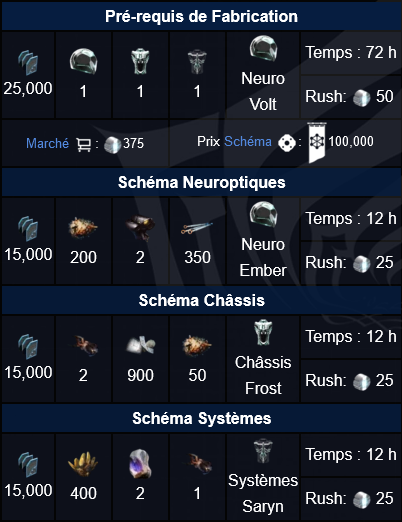 Pré-requis de Fabrication
25,000 1 1 1 Neuro Volt Temps : 72 h
Rush: 50
Marché : 375 Prix Schéma : 100,000
Schéma Neuroptiques
15,000 200 2 350 Neuro Ember Temps : 12 h
Rush: 25
Schéma Châssis
15,000 2 900 50 Châssis Frost Temps : 12 h
Rush: 25
Schéma Systèmes
15,000 400 2 1 Systèmes Saryn Temps : 12 h
Rush: 25